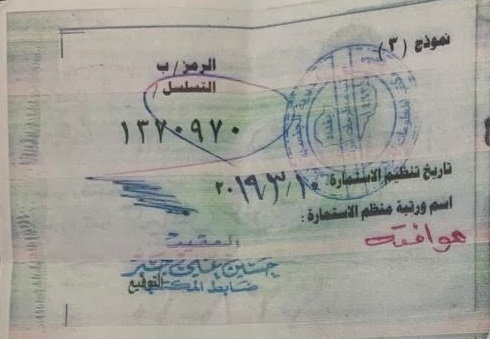 نموذج (٣)
الرمز / ب
التسلسل /
١٣٧٠٩٧٠
تاريخ تنظيم الاستمارة: ٢٠١٩/٣/١٠
اسم ورتبة منظم الاستمارة :
موافقه
العقيد
حسين علي جبر
ضابط المكتب
التوقيع